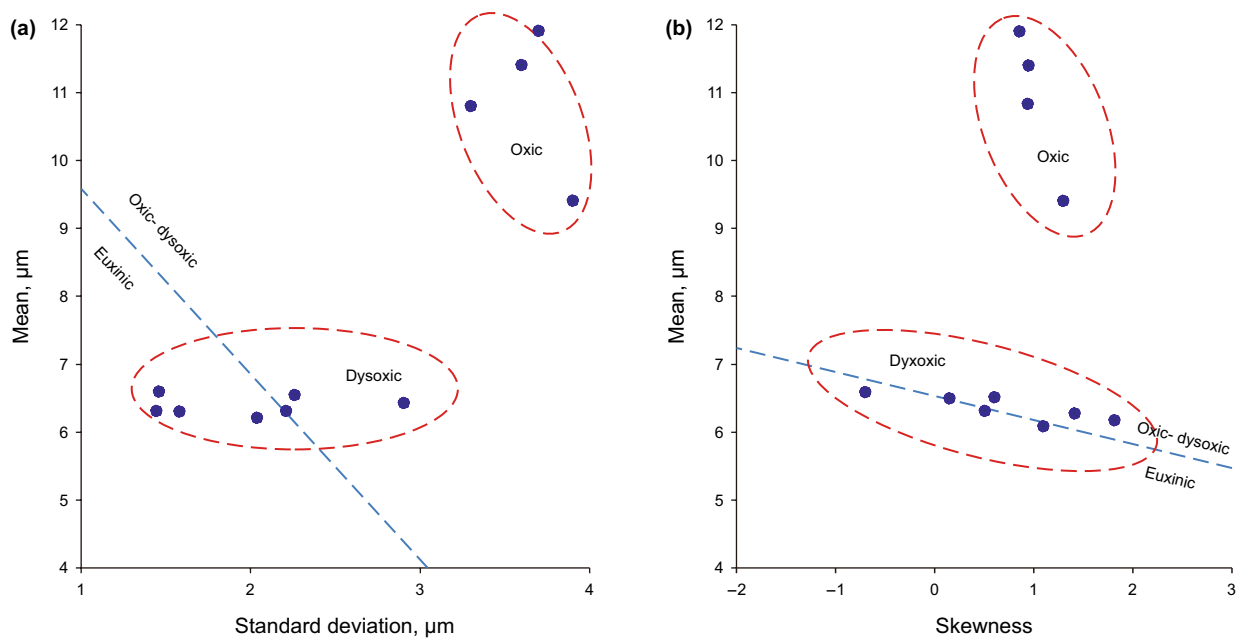 (a)
12
11
10
9
8
7
6
5
4
Mean, µm
Oxic
Oxic- dysoxic
Euxinic
Dysoxic
1
2
3
4
Standard deviation, µm
(b)
12
11
10
9
8
7
6
5
4
Mean, µm
Oxic
Dyxoxic
Oxic- dysoxic
Euxinic
–2
–1
0
1
2
3
Skewness